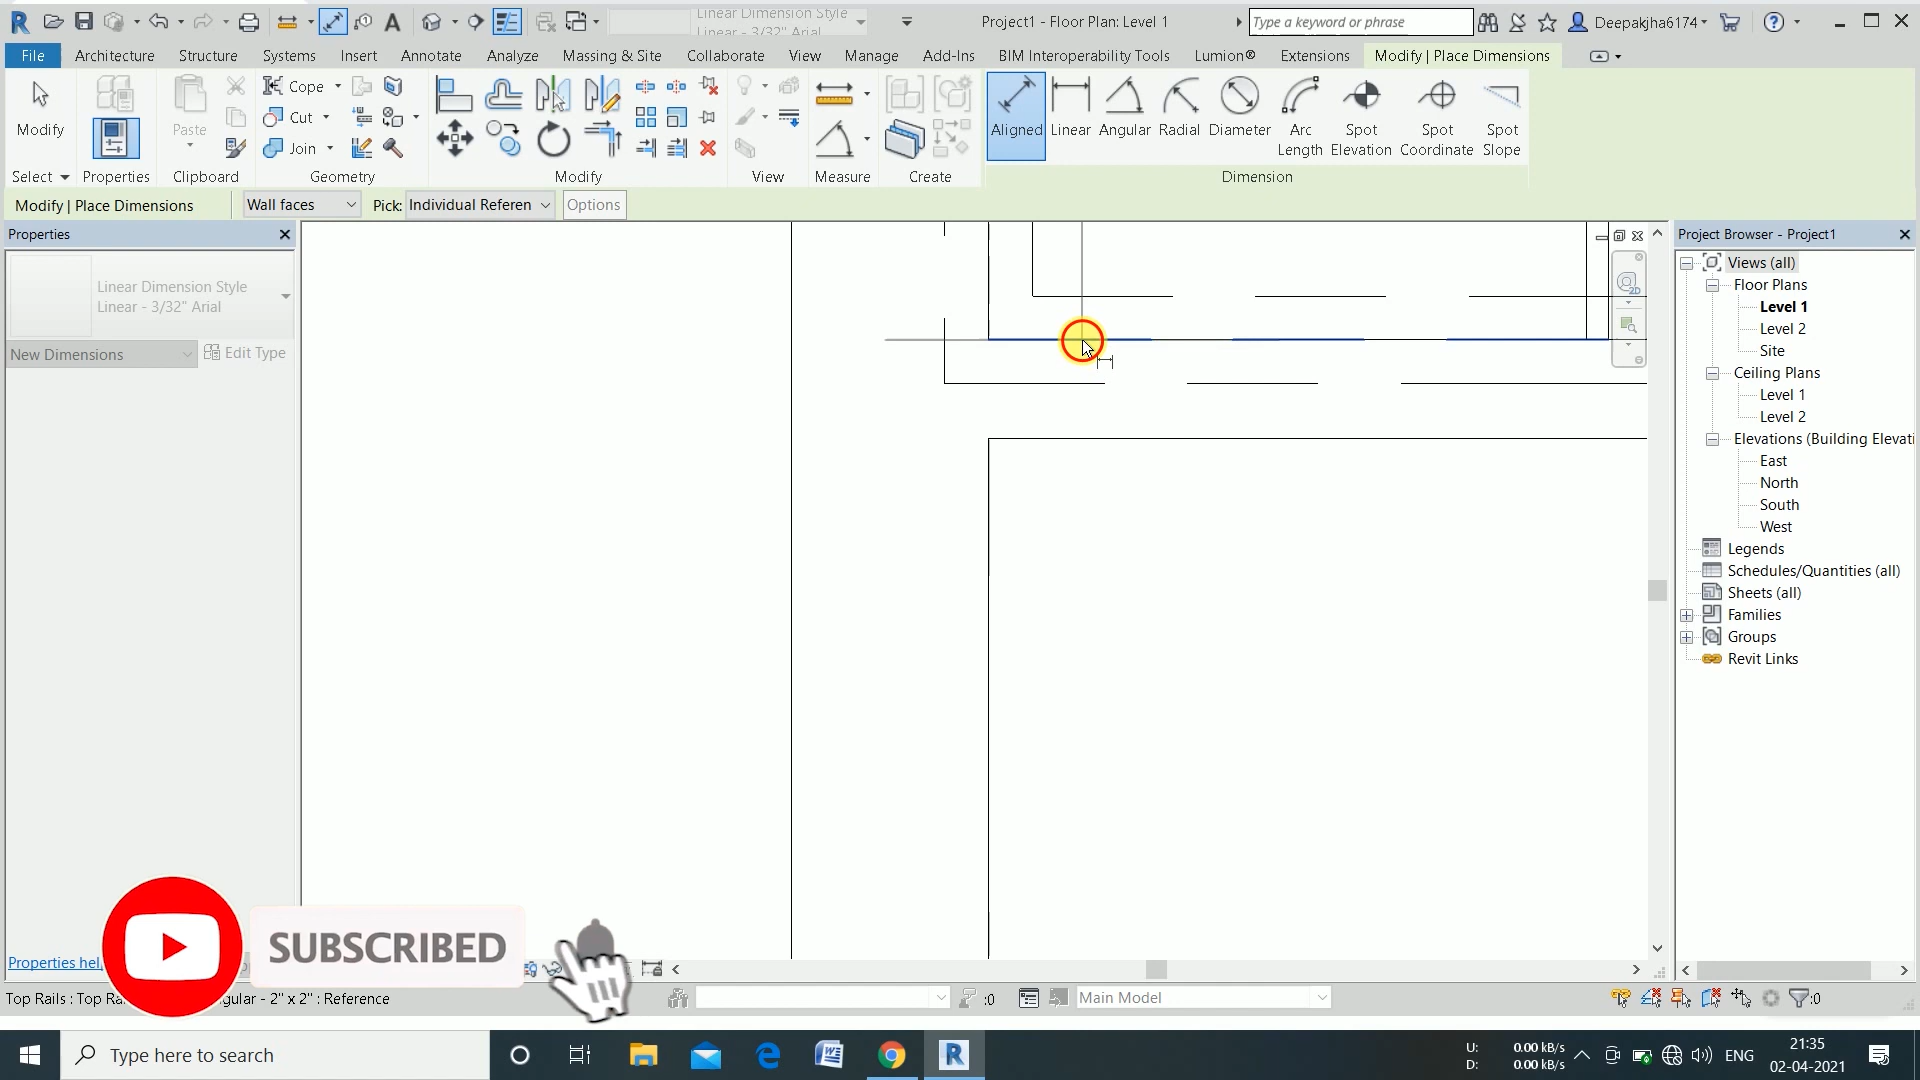 Linear Dimension Style
Linear - 3/32" Arial
Project1 - Floor Plan: Level 1
Type a keyword or phrase
Deepakjha6174
File
Architecture
Structure
Systems
Insert
Annotate
Analyze
Massing & Site
Collaborate
View
Manage
Add-Ins
BIM Interoperability Tools
Lumion®
Extensions
Modify | Place Dimensions
Modify
Paste
Cope
Cut
Join
Aligned
Linear
Angular
Radial
Diameter
Arc Length
Spot Elevation
Spot Coordinate
Spot Slope
Select
Properties
Clipboard
Geometry
Modify
View
Measure
Create
Dimension
Modify | Place Dimensions
Wall faces
Pick:
Individual Referen
Options
Properties
Linear Dimension Style
Linear - 3/32" Arial
New Dimensions
Edit Type
2D
Project Browser - Project1
Views (all)
Floor Plans
Level 1
Level 2
Site
Ceiling Plans
Level 1
Level 2
Elevations (Building Elevati
East
North
South
West
Legends
Schedules/Quantities (all)
Sheets (all)
Families
Groups
Revit Links
SUBSCRIBED
Properties hel
Top Rails : Top Ra
gular - 2" x 2" : Reference
:0
Main Model
:0
Type here to search
U: 0.00 kB/s
D: 0.00 kB/s
ENG
21:35
02-04-2021